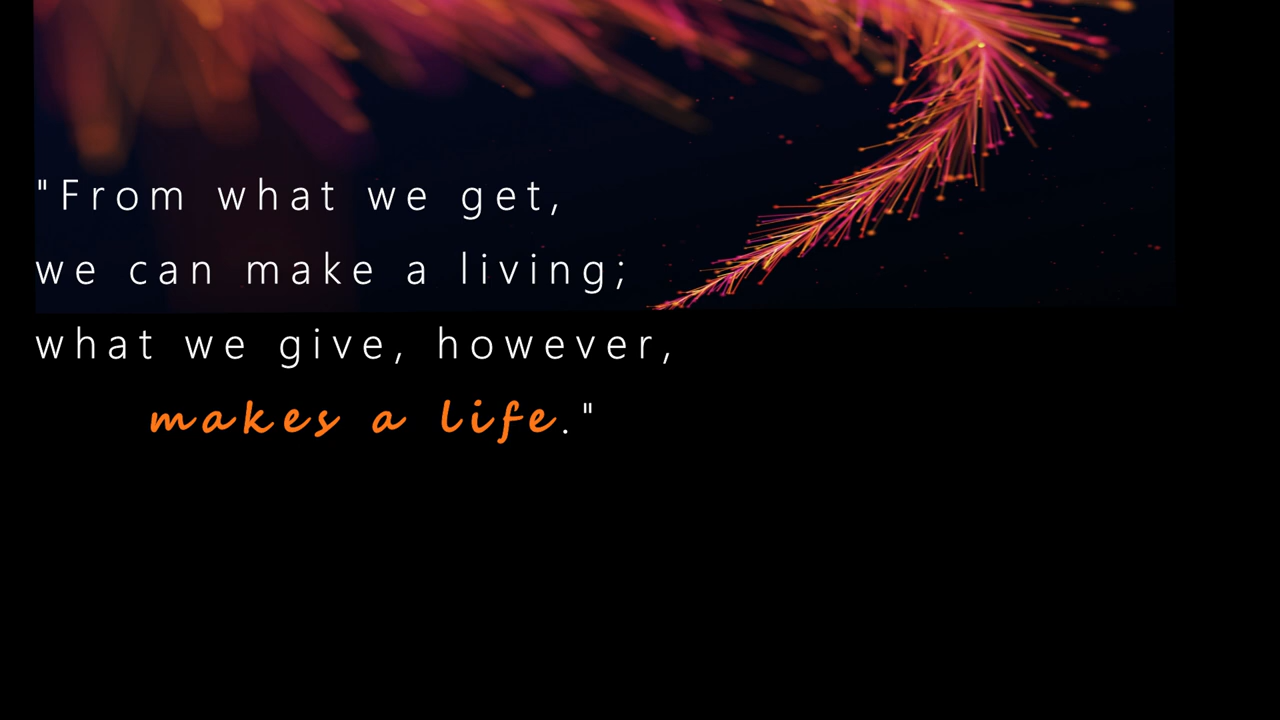 "From what we get,
we can make a living;
what we give, however,
makes a life."